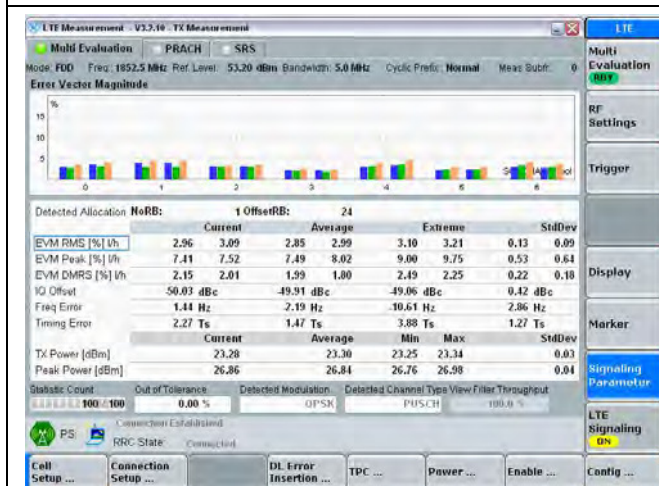 LTE Measurement - V3.2.10 - TX Measurement
LTE
Multi Evaluation PRACH SRS
Mode: FDD Freq.: 1852.5 MHz Ref. Level: 53.20 dBm Bandwidth: 5.0 MHz Cyclic Prefix: Normal Meas. Subfr.: 0
Error Vector Magnitude
%
15
10
5
0 1 2 3 4 5 6
Detected Allocation NoRB: 1 OffsetRB: 24
Current Average Extreme StdDev
EVM RMS [%] l/h 2.96 3.09 2.85 2.99 3.10 3.21 0.13 0.09
EVM Peak [%] l/h 7.41 7.52 7.49 8.02 9.00 9.75 0.53 0.64
EVM DMRS [%] l/h 2.15 2.01 1.99 1.80 2.49 2.25 0.22 0.18
IQ Offset -50.03 dBc -49.91 dBc -49.06 dBc 0.42 dBc
Freq Error 1.44 Hz -2.19 Hz -10.61 Hz 2.86 Hz
Timing Error 2.27 Ts 1.47 Ts 3.88 Ts 1.27 Ts
Current Average Min Max StdDev
TX Power [dBm] 23.28 23.30 23.25 23.34 0.03
Peak Power [dBm] 26.86 26.84 26.76 26.98 0.04
Statistic Count Out of Tolerance Detected Modulation Detected Channel Type View Filter Throughput
100 / 100 0.00 % QPSK PUSCH 100.0 %
PS Connection Established
RRC State: Connected
Multi Evaluation
RDY
RF Settings
Trigger
Display
Marker
Signaling Parameter
LTE Signaling
ON
Cell Setup ... Connection Setup ... DL Error Insertion ... TPC ... Power ... Enable ... Config ...